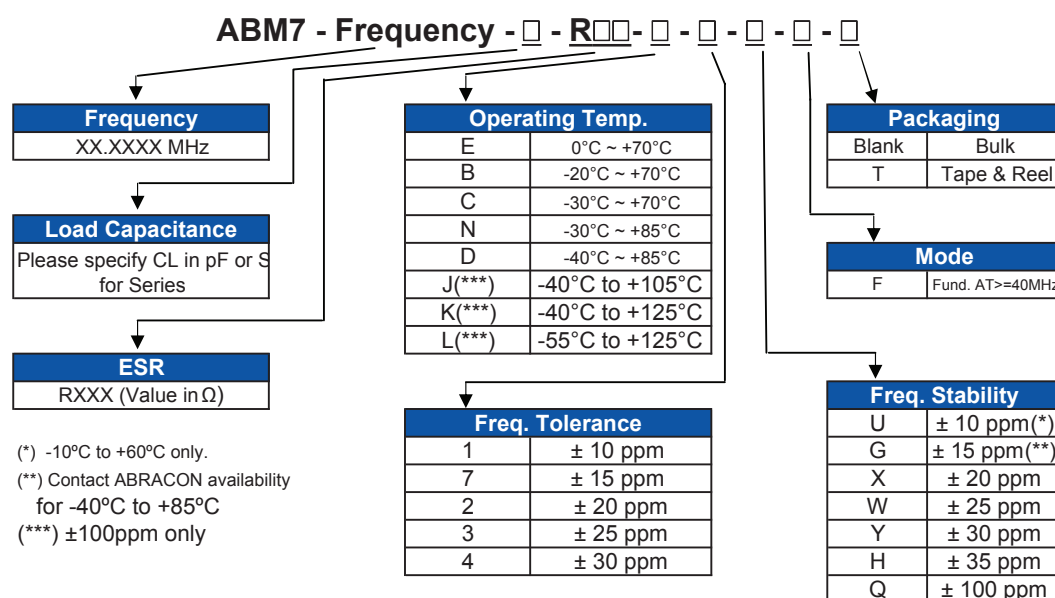 ABM7 - Frequency - □ - R□□- □ - □ - □ - □ - □
Frequency
XX.XXXX MHz
Load Capacitance
Please specify CL in pF or S
for Series
ESR
RXXX (Value in Ω)
(*) -10ºC to +60ºC only.
(**) Contact ABRACON availability
for -40ºC to +85ºC
(***) ±100ppm only
Operating Temp.
E 0°C ~ +70°C
B -20°C ~ +70°C
C -30°C ~ +70°C
N -30°C ~ +85°C
D -40°C ~ +85°C
J(***) -40°C to +105°C
K(***) -40°C to +125°C
L(***) -55°C to +125°C
Freq. Tolerance
1 ± 10 ppm
7 ± 15 ppm
2 ± 20 ppm
3 ± 25 ppm
4 ± 30 ppm
Packaging
Blank Bulk
T Tape & Reel
Mode
F Fund. AT>=40MHz
Freq. Stability
U ± 10 ppm(*)
G ± 15 ppm(**)
X ± 20 ppm
W ± 25 ppm
Y ± 30 ppm
H ± 35 ppm
Q ± 100 ppm